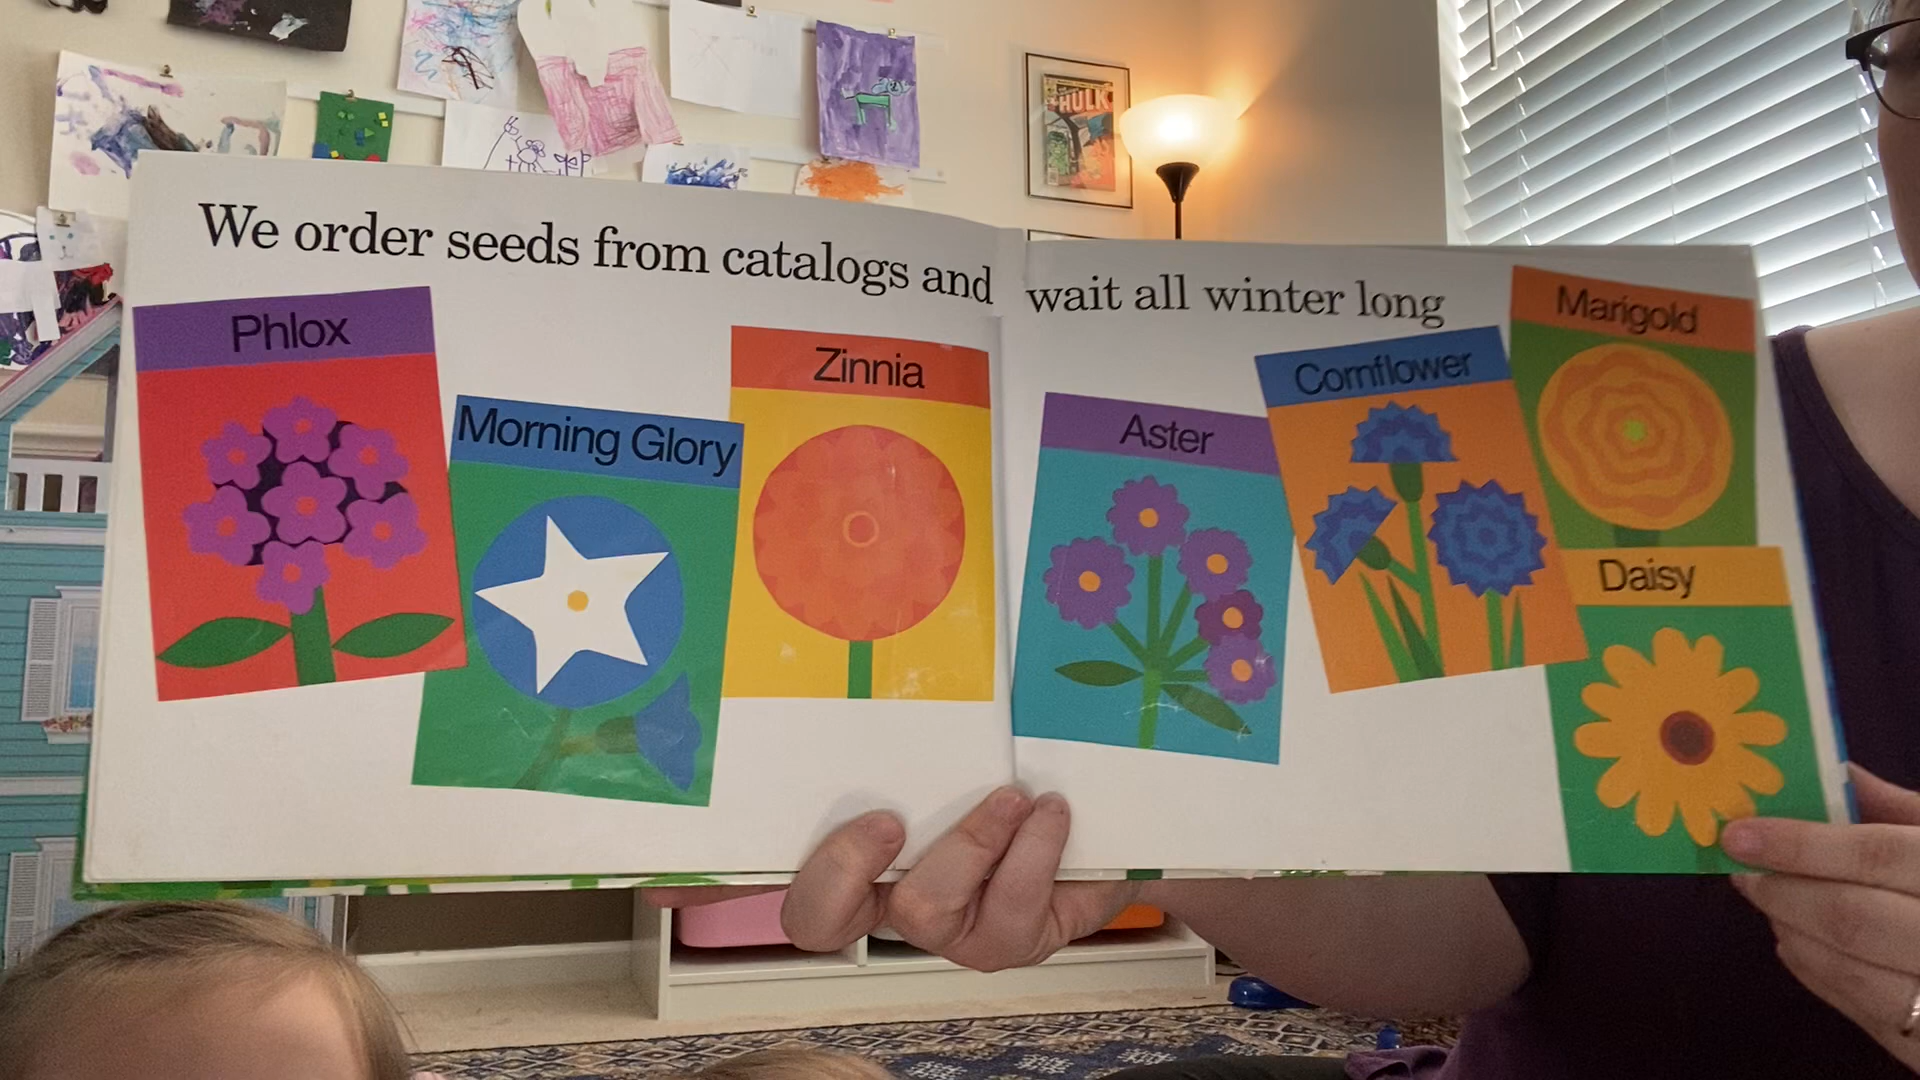 HULK
We order seeds from catalogs and wait all winter long
Phlox
Morning Glory
Zinnia
Aster
Cornflower
Marigold
Daisy